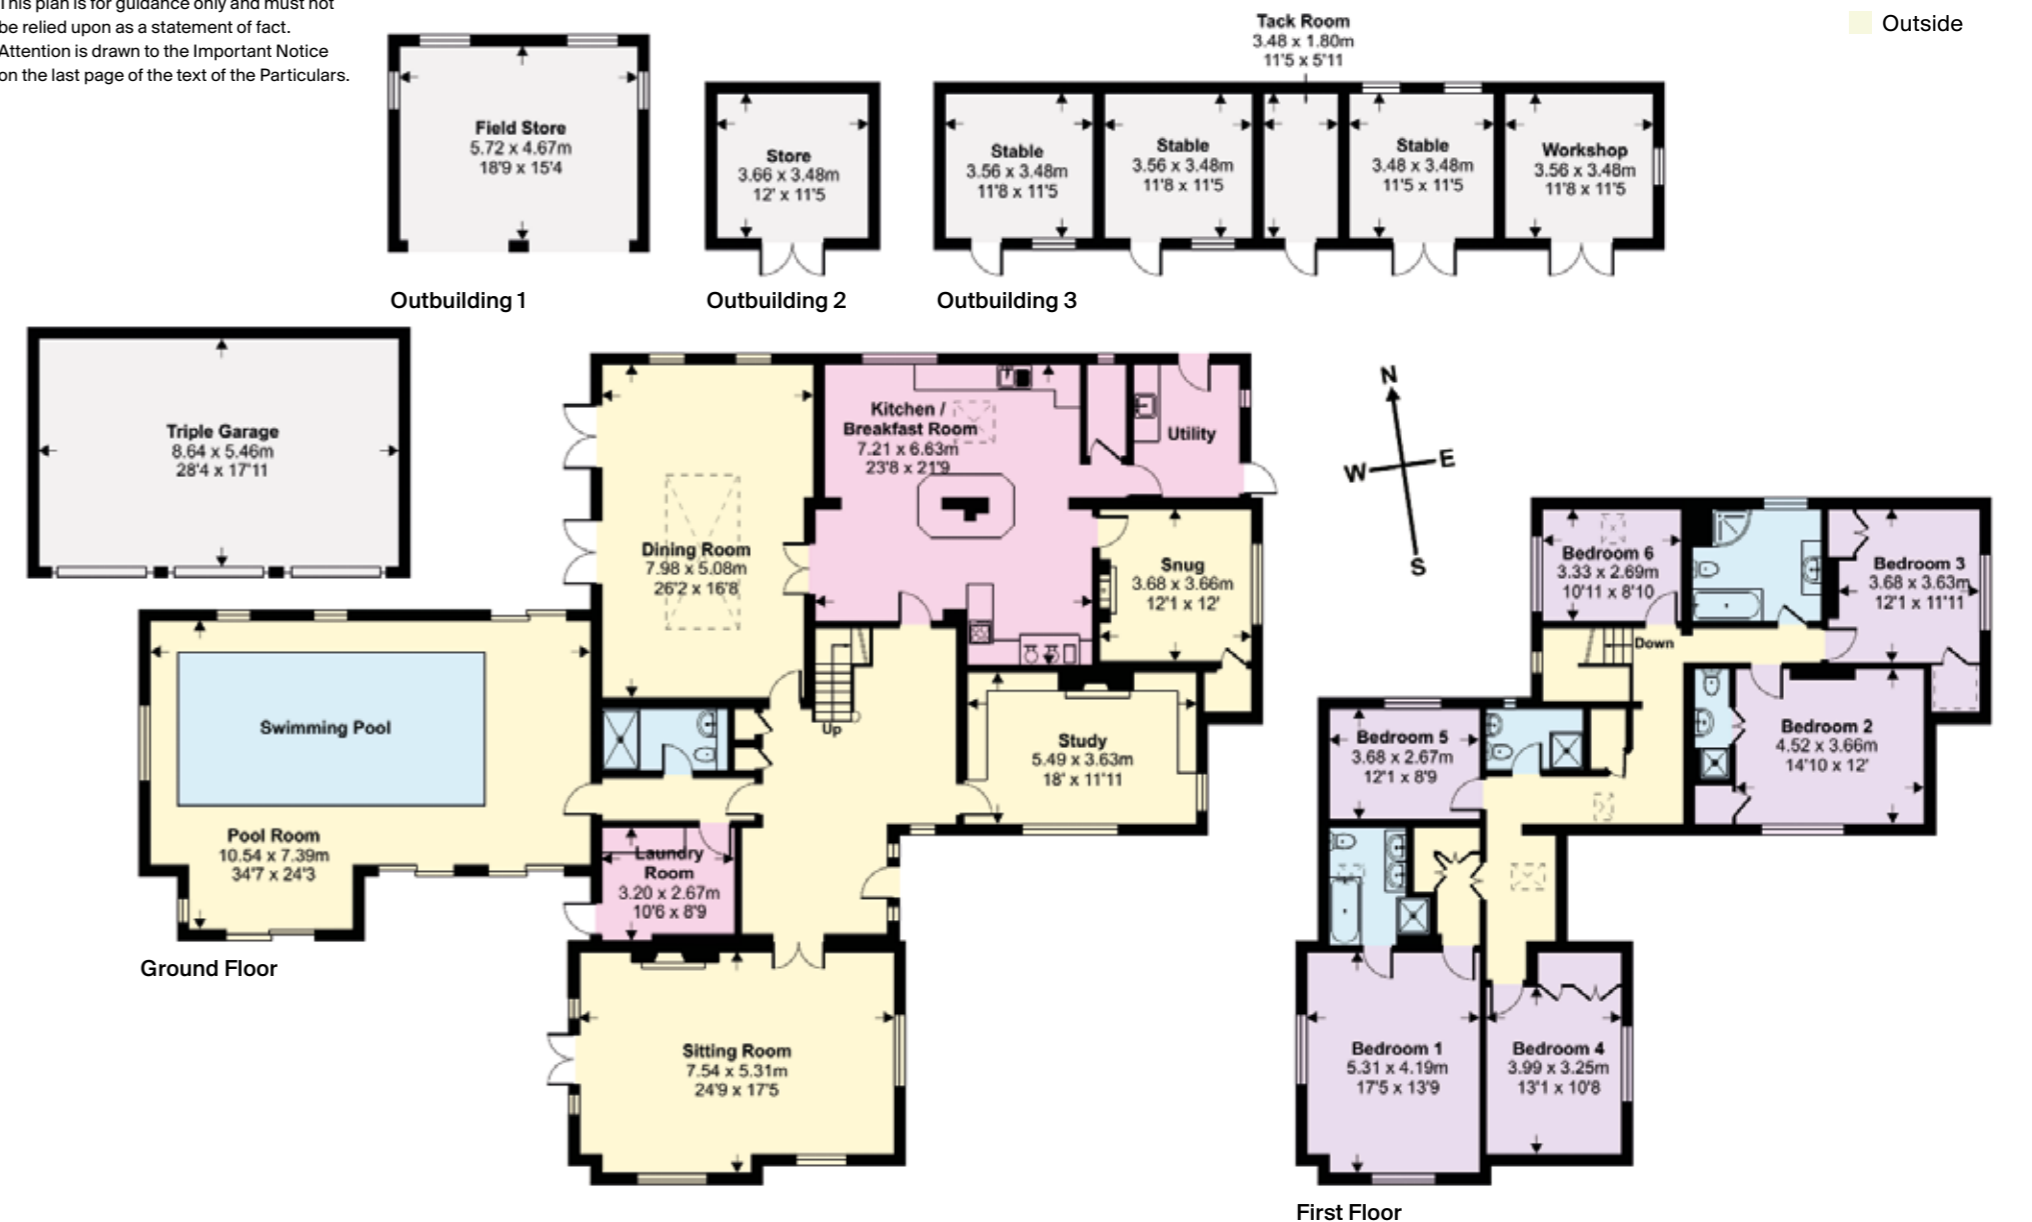 This plan is for guidance only and must not
be relied upon as a statement of fact.
Attention is drawn to the Important Notice
on the last page of the text of the Particulars.
Outside
Field Store
5.72 x 4.67m
18'9 x 15'4
Outbuilding 1
Store
3.66 x 3.48m
12' x 11'5
Outbuilding 2
Tack Room
3.48 x 1.80m
11'5 x 5'11
Stable
3.56 x 3.48m
11'8 x 11'5
Stable
3.56 x 3.48m
11'8 x 11'5
Stable
3.48 x 3.48m
11'5 x 11'5
Workshop
3.56 x 3.48m
11'8 x 11'5
Outbuilding 3
Triple Garage
8.64 x 5.46m
28'4 x 17'11
Kitchen /
Breakfast Room
7.21 x 6.63m
23'8 x 21'9
Utility
Dining Room
7.98 x 5.08m
26'2 x 16'8
Snug
3.68 x 3.66m
12'1 x 12'
Swimming Pool
Pool Room
10.54 x 7.39m
34'7 x 24'3
Up
Study
5.49 x 3.63m
18' x 11'11
Laundry
Room
3.20 x 2.67m
10'6 x 8'9
Sitting Room
7.54 x 5.31m
24'9 x 17'5
Ground Floor
N
W
E
S
Bedroom 6
3.33 x 2.69m
10'11 x 8'10
Bedroom 3
3.68 x 3.63m
12'1 x 11'11
Down
Bedroom 5
3.68 x 2.67m
12'1 x 8'9
Bedroom 2
4.52 x 3.66m
14'10 x 12'
Bedroom 1
5.31 x 4.19m
17'5 x 13'9
Bedroom 4
3.99 x 3.25m
13'1 x 10'8
First Floor